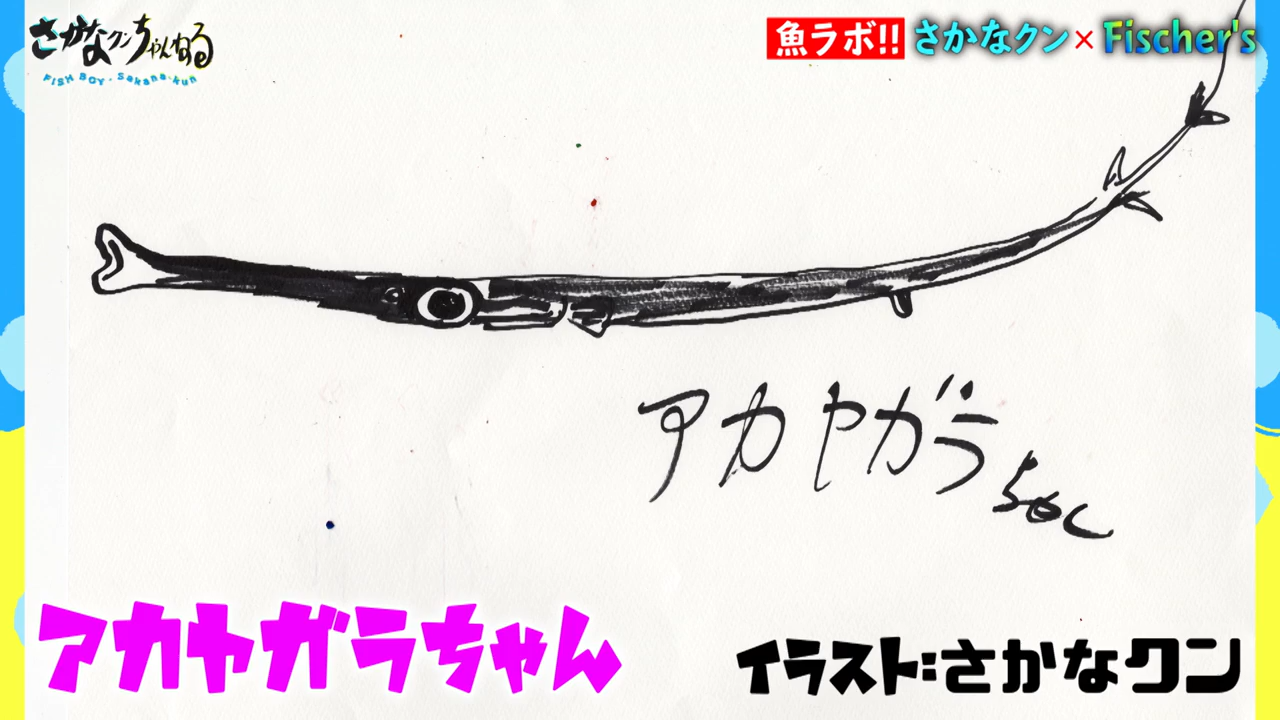 さかなクンちゃんねる
FISH BOY・Sakana-kun
魚ラボ!! さかなクン×Fischer's
アカヤガラ
ちゃん
アカヤガラちゃん
イラスト:さかなクン